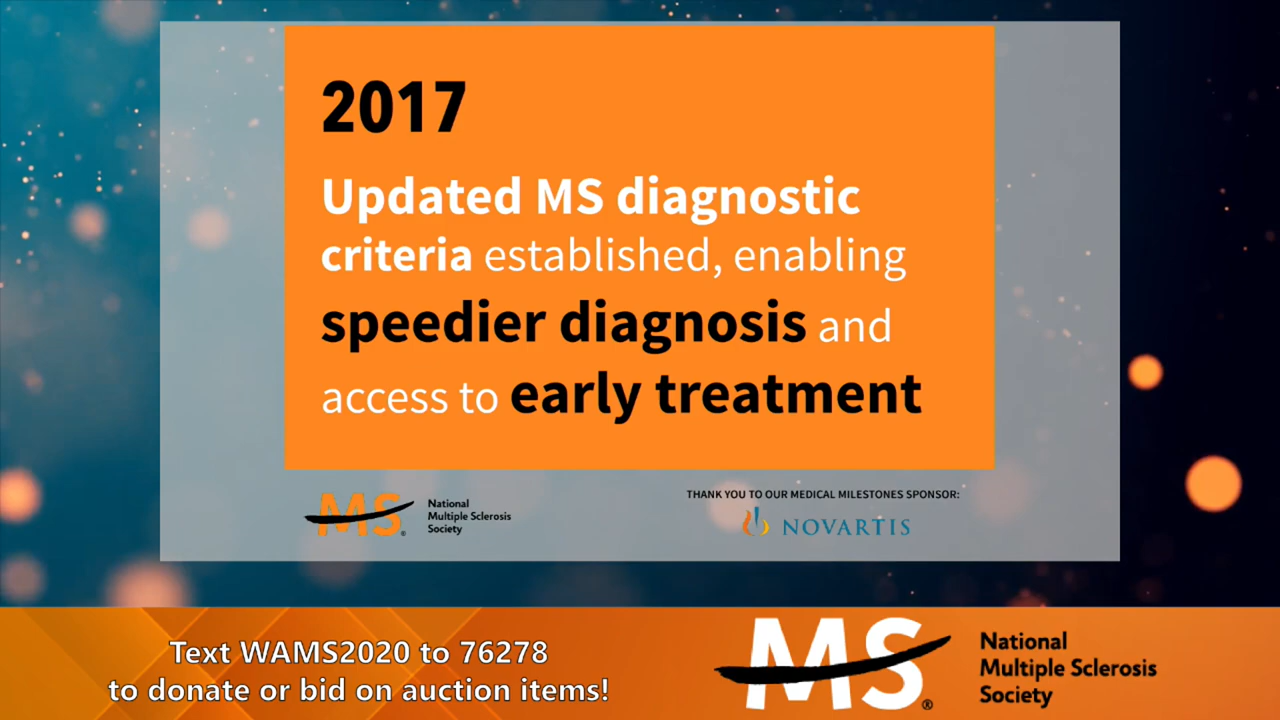 2017
Updated MS diagnostic
criteria established, enabling
speedier diagnosis and
access to early treatment
MS®
National
Multiple Sclerosis
Society
THANK YOU TO OUR MEDICAL MILESTONES SPONSOR:
NOVARTIS
Text WAMS2020 to 76278
to donate or bid on auction items!
MS®
National
Multiple Sclerosis
Society